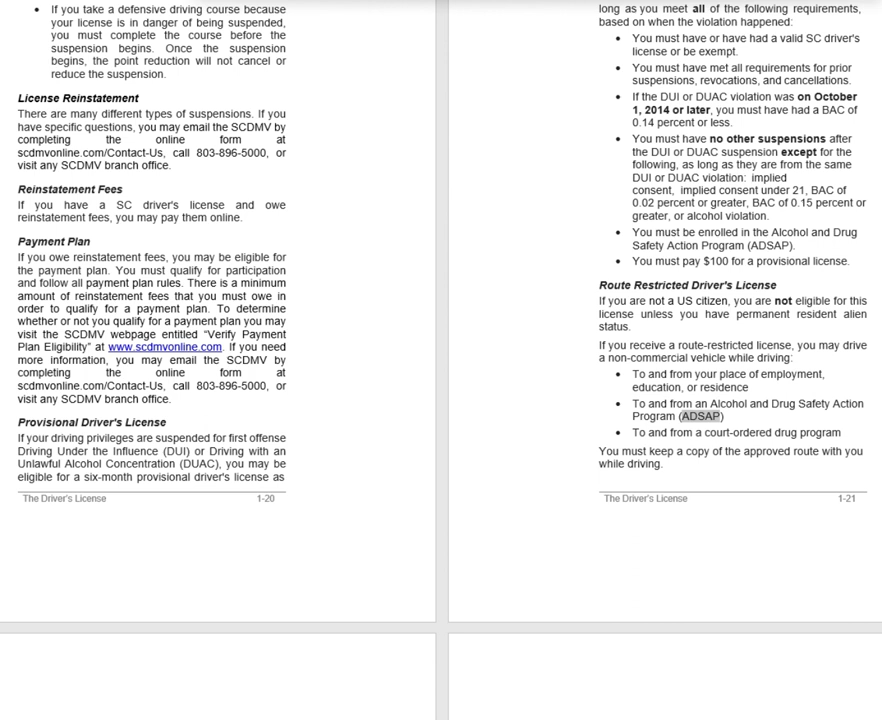 • If you take a defensive driving course because
your license is in danger of being suspended,
you must complete the course before the
suspension begins. Once the suspension
begins, the point reduction will not cancel or
reduce the suspension.
License Reinstatement
There are many different types of suspensions. If you
have specific questions, you may email the SCDMV by
completing the online form at
scdmvonline.com/Contact-Us, call 803-896-5000, or
visit any SCDMV branch office.
Reinstatement Fees
If you have a SC driver's license and owe
reinstatement fees, you may pay them online.
Payment Plan
If you owe reinstatement fees, you may be eligible for
the payment plan. You must qualify for participation
and follow all payment plan rules. There is a minimum
amount of reinstatement fees that you must owe in
order to qualify for a payment plan. To determine
whether or not you qualify for a payment plan you may
visit the SCDMV webpage entitled “Verify Payment
Plan Eligibility” at www.scdmvonline.com. If you need
more information, you may email the SCDMV by
completing the online form at
scdmvonline.com/Contact-Us, call 803-896-5000, or
visit any SCDMV branch office.
Provisional Driver's License
If your driving privileges are suspended for first offense
Driving Under the Influence (DUI) or Driving with an
Unlawful Alcohol Concentration (DUAC), you may be
eligible for a six-month provisional driver's license as
The Driver's License 1-20
long as you meet all of the following requirements,
based on when the violation happened:
• You must have or have had a valid SC driver's
license or be exempt.
• You must have met all requirements for prior
suspensions, revocations, and cancellations.
• If the DUI or DUAC violation was on October
1, 2014 or later, you must have had a BAC of
0.14 percent or less.
• You must have no other suspensions after
the DUI or DUAC suspension except for the
following, as long as they are from the same
DUI or DUAC violation: implied
consent, implied consent under 21, BAC of
0.02 percent or greater, BAC of 0.15 percent or
greater, or alcohol violation.
• You must be enrolled in the Alcohol and Drug
Safety Action Program (ADSAP).
• You must pay $100 for a provisional license.
Route Restricted Driver's License
If you are not a US citizen, you are not eligible for this
license unless you have permanent resident alien
status.
If you receive a route-restricted license, you may drive
a non-commercial vehicle while driving:
• To and from your place of employment,
education, or residence
• To and from an Alcohol and Drug Safety Action
Program (ADSAP)
• To and from a court-ordered drug program
You must keep a copy of the approved route with you
while driving.
The Driver's License 1-21